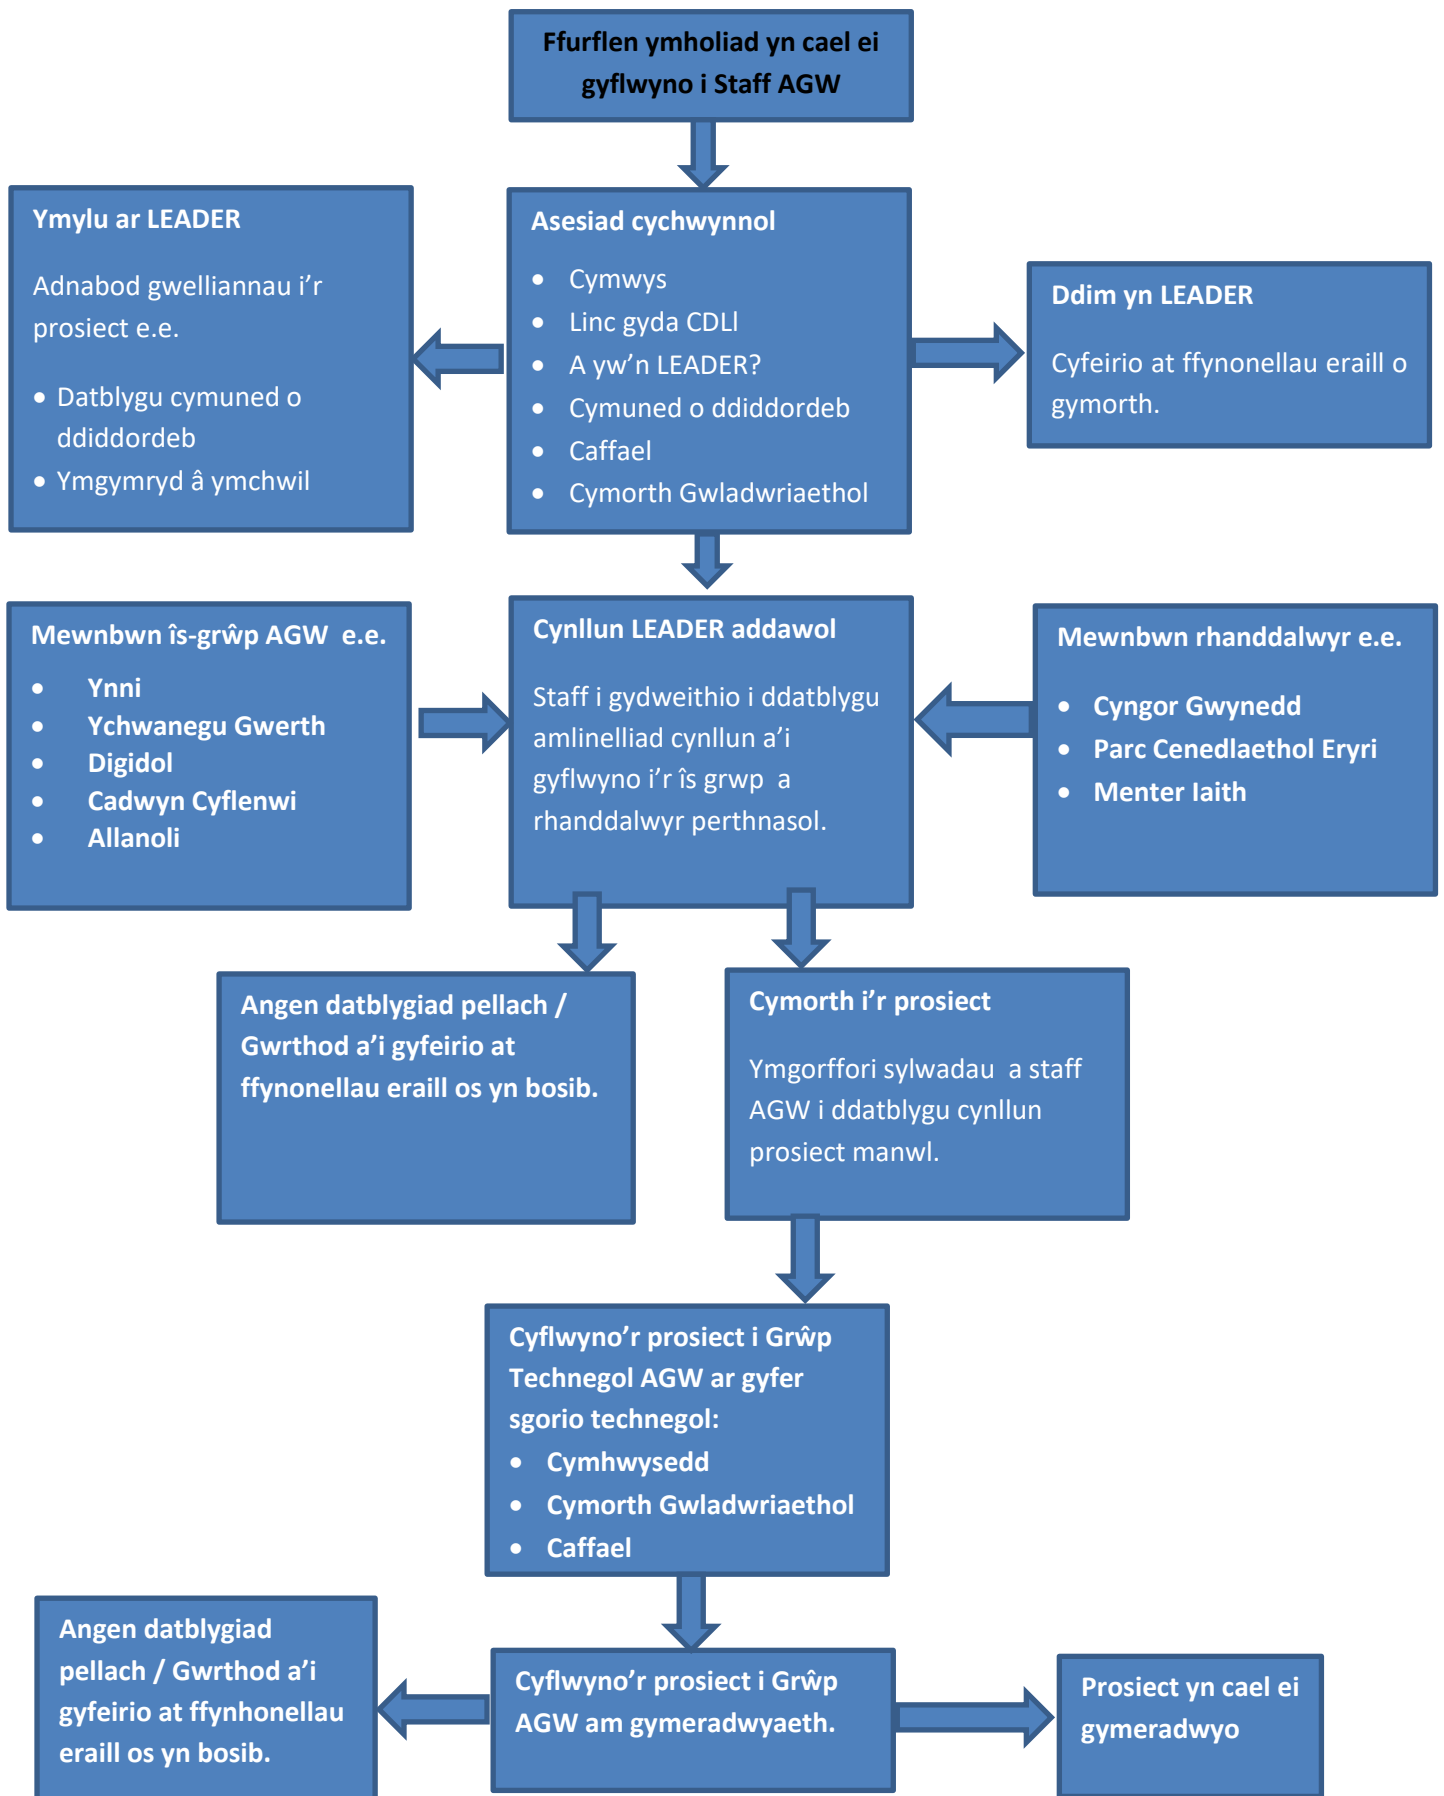 Ffurflen ymholiad yn cael ei
gyflwyno i Staff AGW
Ymylu ar LEADER
Adnabod gwelliannau i’r
prosiect e.e.
• Datblygu cymuned o
ddiddordeb
• Ymgymryd â ymchwil
Asesiad cychwynnol
• Cymwys
• Linc gyda CDLl
• A yw’n LEADER?
• Cymuned o ddiddordeb
• Caffael
• Cymorth Gwladwriaethol
Ddim yn LEADER
Cyfeirio at ffynonellau eraill o
gymorth.
Mewnbwn îs-grŵp AGW e.e.
• Ynni
• Ychwanegu Gwerth
• Digidol
• Cadwyn Cyflenwi
• Allanoli
Cynllun LEADER addawol
Staff i gydweithio i ddatblygu
amlinelliad cynllun a’i
gyflwyno i’r îs grwp a
rhanddalwyr perthnasol.
Mewnbwn rhanddalwyr e.e.
• Cyngor Gwynedd
• Parc Cenedlaethol Eryri
• Menter Iaith
Angen datblygiad pellach /
Gwrthod a’i gyfeirio at
ffynonellau eraill os yn bosib.
Cymorth i’r prosiect
Ymgorffori sylwadau a staff
AGW i ddatblygu cynllun
prosiect manwl.
Cyflwyno’r prosiect i Grŵp
Technegol AGW ar gyfer
sgorio technegol:
• Cymhwysedd
• Cymorth Gwladwriaethol
• Caffael
Angen datblygiad
pellach / Gwrthod a’i
gyfeirio at ffynhonellau
eraill os yn bosib.
Cyflwyno’r prosiect i Grŵp
AGW am gymeradwyaeth.
Prosiect yn cael ei
gymeradwyo